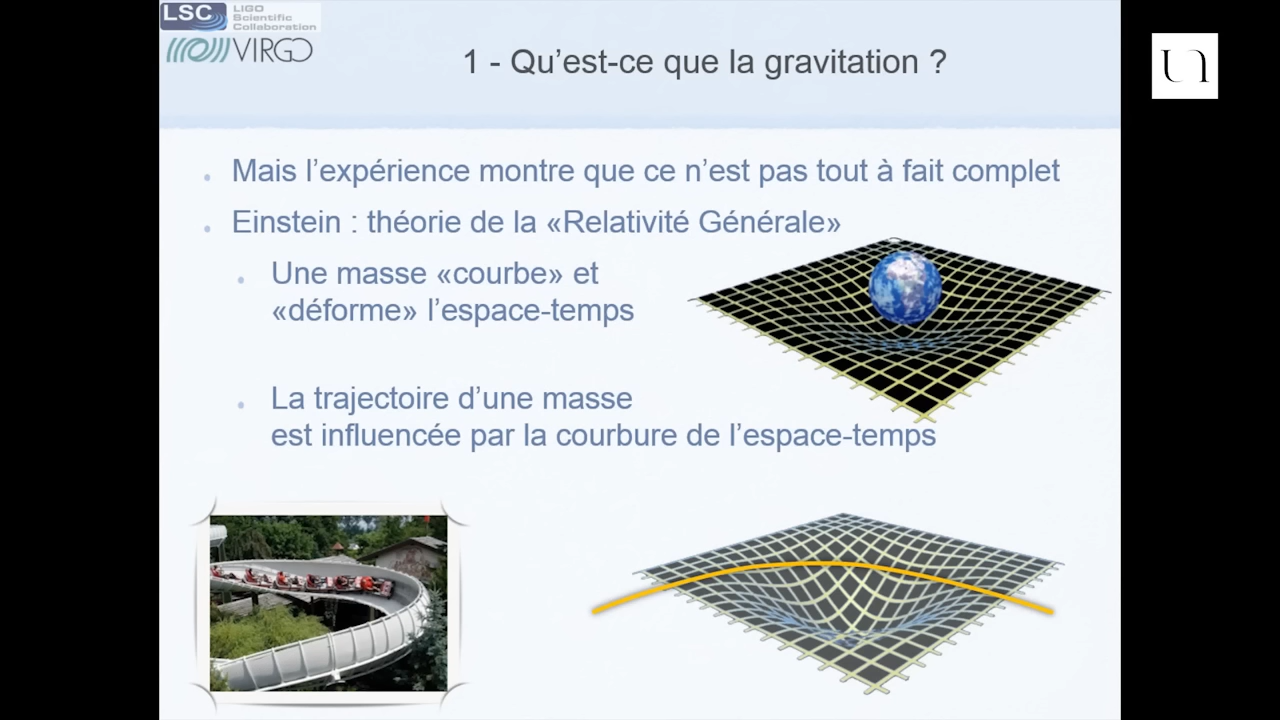 LSC
LIGO
Scientific
Collaboration
VIRGO
1 - Qu’est-ce que la gravitation ?
Mais l’expérience montre que ce n’est pas tout à fait complet
Einstein : théorie de la «Relativité Générale»
Une masse «courbe» et
«déforme» l’espace-temps
La trajectoire d’une masse
est influencée par la courbure de l’espace-temps